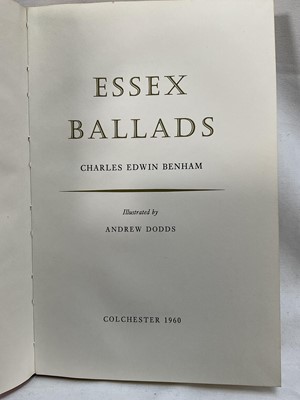 ESSEX
BALLADS
CHARLES EDWIN BENHAM
Illustrated by
ANDREW DODDS
COLCHESTER 1960